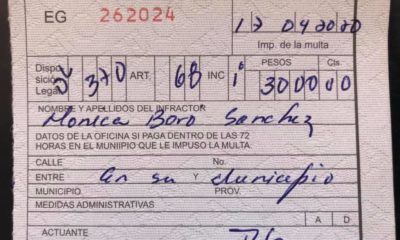 EG 262024
17 04 2020
Imp. de la multa
Dispo- PESOS Cts.
sición 370 ART. 68 INC 1 3000 00
Legal
NOMBRE Y APELLIDOS DEL INFRACTOR
Monica Baro Sanchez
DATOS DE LA OFICINA SI PAGA DENTRO DE LAS 72
HORAS EN EL MUNIIPIO QUE LE IMPUSO LA MULTA.
CALLE No.
ENTRE en su Y Municipio
MUNICIPIO PROV.
MEDIDAS ADMINISTRATIVAS
A D
ACTUANTE